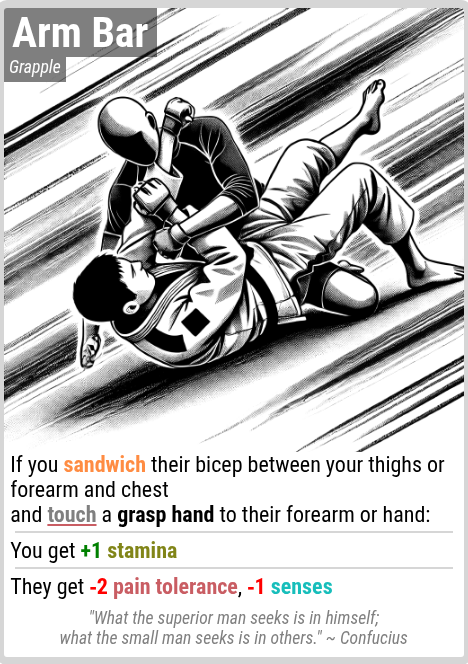 Arm Bar
Grapple
If you sandwich their bicep between your thighs or
forearm and chest
and touch a grasp hand to their forearm or hand:
You get +1 stamina
They get -2 pain tolerance, -1 senses
"What the superior man seeks is in himself;
what the small man seeks is in others." ~ Confucius